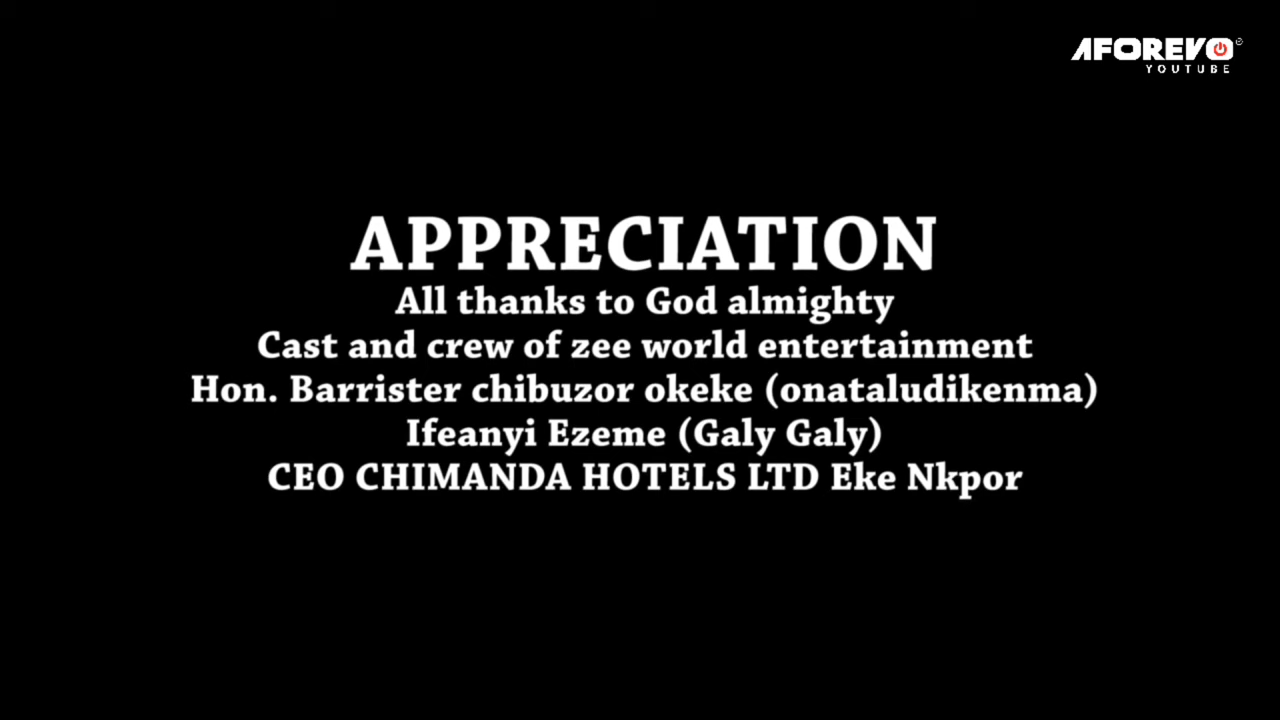 AFOREVO
YOUTUBE
APPRECIATION
All thanks to God almighty
Cast and crew of zee world entertainment
Hon. Barrister chibuzor okeke (onataludikenma)
Ifeanyi Ezeme (Galy Galy)
CEO CHIMANDA HOTELS LTD Eke Nkpor